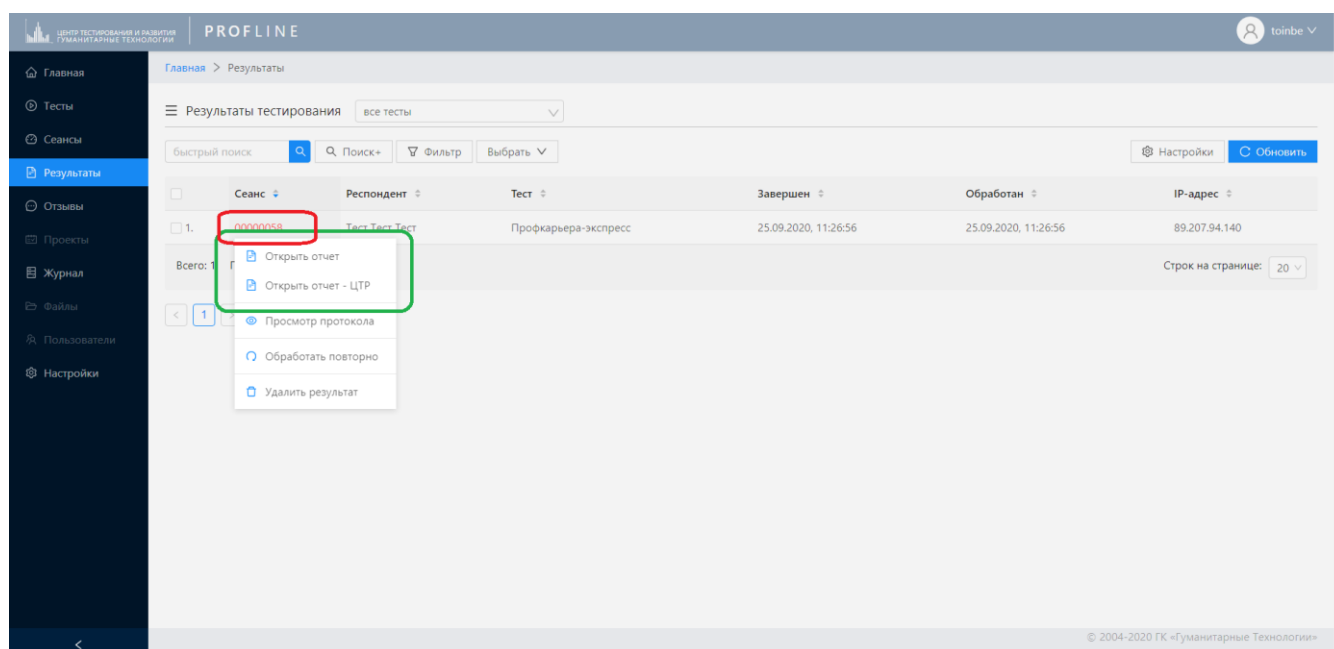 ЦЕНТР ТЕСТИРОВАНИЯ И РАЗВИТИЯ
ГУМАНИТАРНЫЕ ТЕХНОЛОГИИ
PROFLINE
toinbe
Главная
Тесты
Сеансы
Результаты
Отзывы
Проекты
Журнал
Файлы
Пользователи
Настройки
Главная > Результаты
Результаты тестирования все тесты
быстрый поиск Поиск+ Фильтр Выбрать Настройки Обновить
Сеанс Респондент Тест Завершен Обработан IP-адрес
1. 00000058 Тест Тест Тест Профкарьера-экспресс 25.09.2020, 11:26:56 25.09.2020, 11:26:56 89.207.94.140
Всего: 1 Строк на странице: 20
< 1
Открыть отчет
Открыть отчет - ЦТР
Просмотр протокола
Обработать повторно
Удалить результат
<
© 2004-2020 ГК «Гуманитарные Технологии»